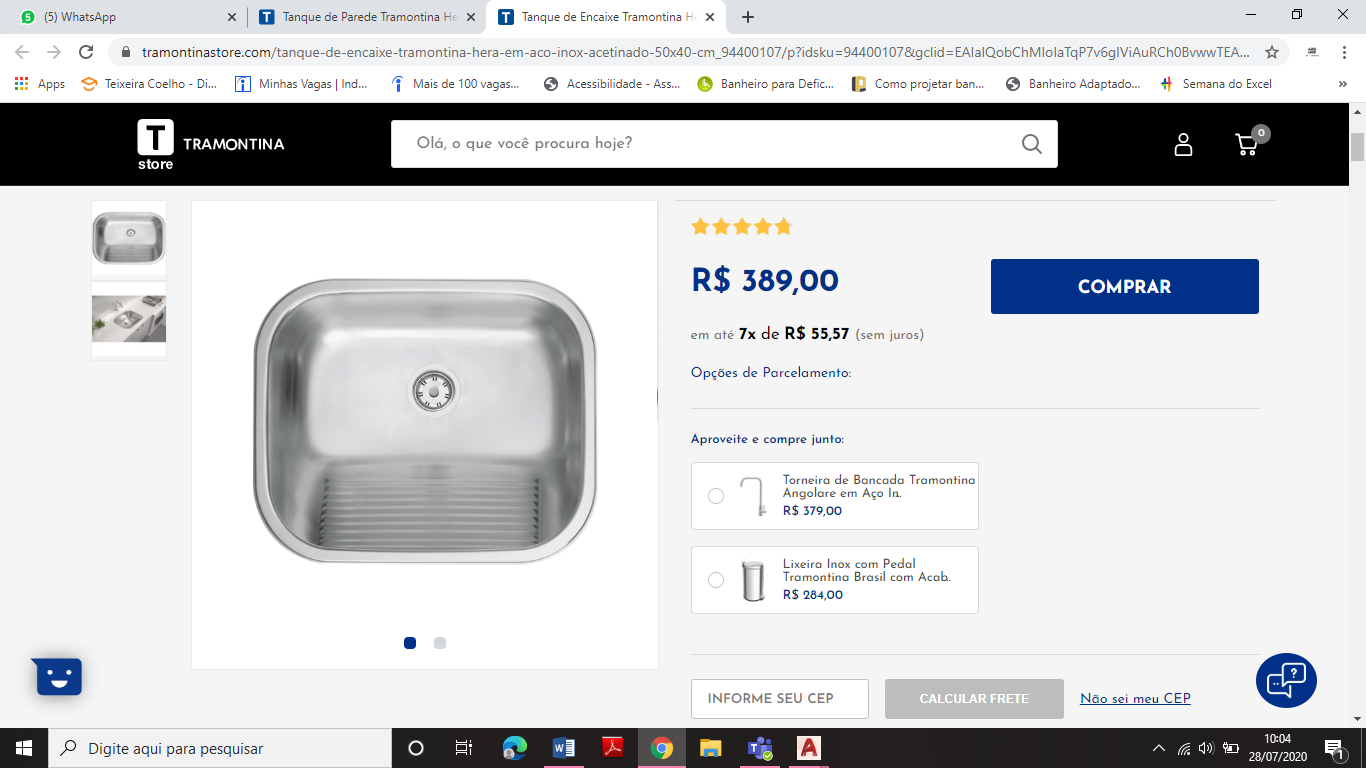 (5) WhatsApp
Tanque de Parede Tramontina He
Tanque de Encaixe Tramontina He
tramontinastore.com/tanque-de-encaixe-tramontina-hera-em-aco-inox-acetinado-50x40-cm_94400107/p?idsku=94400107&gclid=EAIaIQobChMIoIaTqP7v6gIViAuRCh0BvwwTEA...
Apps
Teixeira Coelho - Di...
Minhas Vagas | Ind...
Mais de 100 vagas...
Acessibilidade - Ass...
Banheiro para Defic...
Como projetar ban...
Banheiro Adaptado...
Semana do Excel
»
T
store
TRAMONTINA
Olá, o que você procura hoje?
0
R$ 389,00
COMPRAR
em até 7x de R$ 55,57 (sem juros)
Opções de Parcelamento:
Aproveite e compre junto:
Torneira de Bancada Tramontina
Angolare em Aço In..
R$ 379,00
Lixeira Inox com Pedal
Tramontina Brasil com Acab..
R$ 284,00
INFORME SEU CEP
CALCULAR FRETE
Não sei meu CEP
Digite aqui para pesquisar
10:04
28/07/2020
1